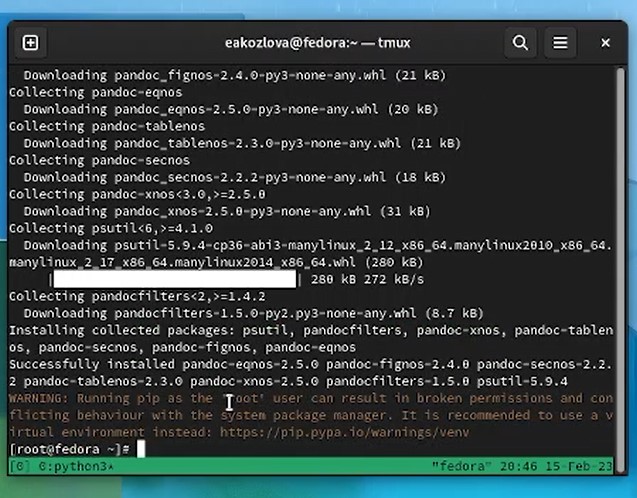 eakozlova@fedora:~ — tmux
Downloading pandoc_fignos-2.4.0-py3-none-any.whl (21 kB)
Collecting pandoc-eqnos
Downloading pandoc_eqnos-2.5.0-py3-none-any.whl (20 kB)
Collecting pandoc-tablenos
Downloading pandoc_tablenos-2.3.0-py3-none-any.whl (21 kB)
Collecting pandoc-secnos
Downloading pandoc_secnos-2.2.2-py3-none-any.whl (18 kB)
Collecting pandoc-xnos<3.0,>=2.5.0
Downloading pandoc_xnos-2.5.0-py3-none-any.whl (31 kB)
Collecting psutil<6,>=4.1.0
Downloading psutil-5.9.4-cp36-abi3-manylinux_2_12_x86_64.manylinux2010_x86_64.
manylinux_2_17_x86_64.manylinux2014_x86_64.whl (280 kB)
| | 280 kB 272 kB/s
Collecting pandocfilters<2,>=1.4.2
Downloading pandocfilters-1.5.0-py2.py3-none-any.whl (8.7 kB)
Installing collected packages: psutil, pandocfilters, pandoc-xnos, pandoc-tablen
os, pandoc-secnos, pandoc-fignos, pandoc-eqnos
Successfully installed pandoc-eqnos-2.5.0 pandoc-fignos-2.4.0 pandoc-secnos-2.2.
2 pandoc-tablenos-2.3.0 pandoc-xnos-2.5.0 pandocfilters-1.5.0 psutil-5.9.4
WARNING: Running pip as the 'root' user can result in broken permissions and con
flicting behaviour with the system package manager. It is recommended to use a v
irtual environment instead: https://pip.pypa.io/warnings/venv
[root@fedora ~]#
[0] 0:python3* "fedora" 20:46 15-Feb-23